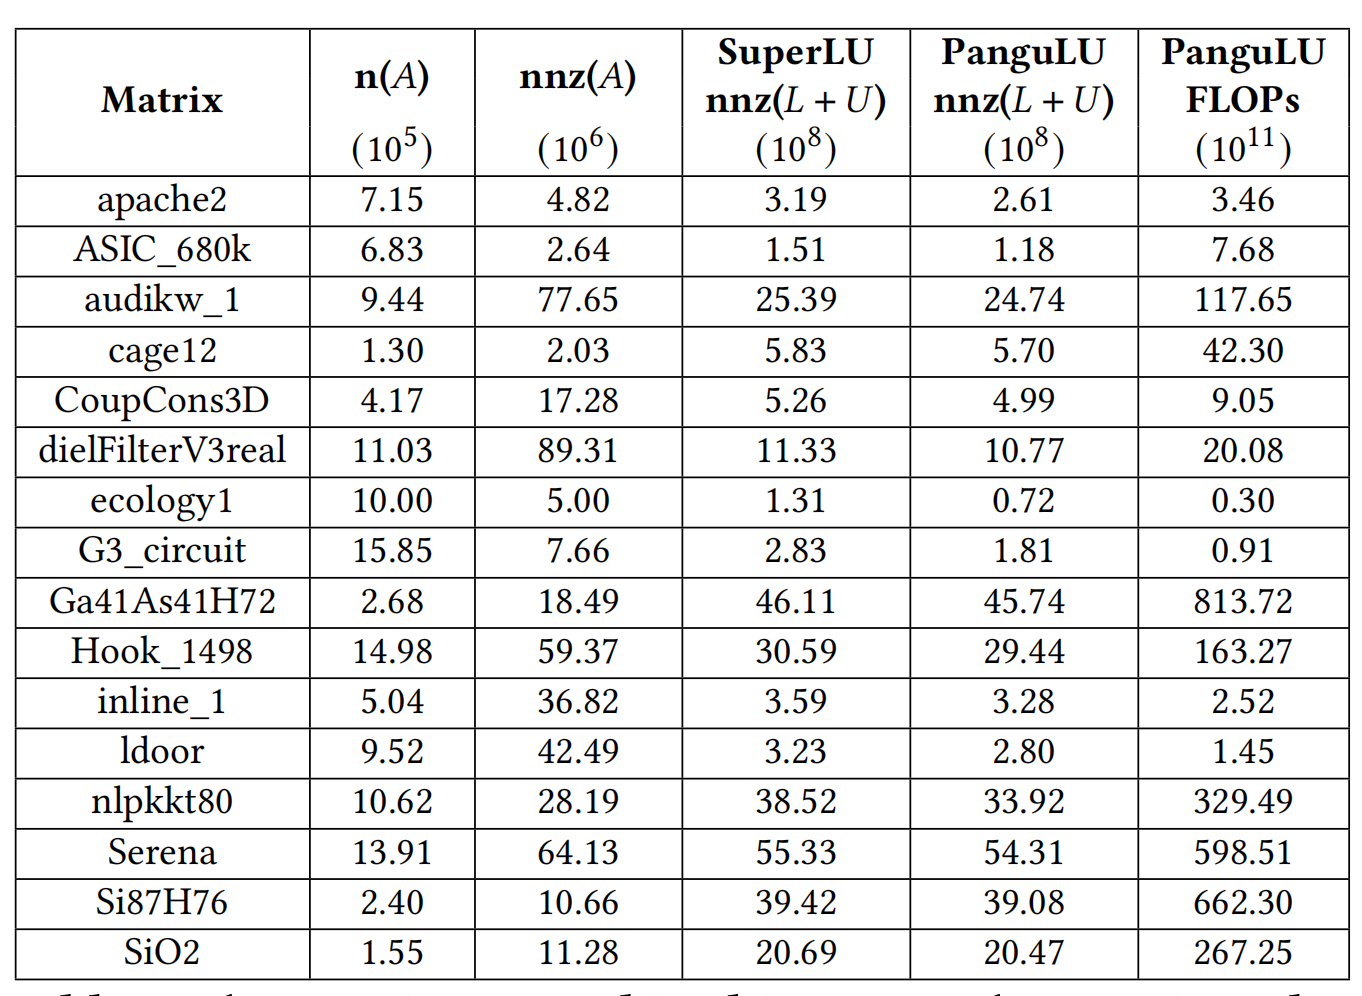 Matrix n(A) (10^5) nnz(A) (10^6) SuperLU nnz(L + U) (10^8) PanguLU nnz(L + U) (10^8) PanguLU FLOPs (10^11)
apache2 7.15 4.82 3.19 2.61 3.46
ASIC_680k 6.83 2.64 1.51 1.18 7.68
audikw_1 9.44 77.65 25.39 24.74 117.65
cage12 1.30 2.03 5.83 5.70 42.30
CoupCons3D 4.17 17.28 5.26 4.99 9.05
dielFilterV3real 11.03 89.31 11.33 10.77 20.08
ecology1 10.00 5.00 1.31 0.72 0.30
G3_circuit 15.85 7.66 2.83 1.81 0.91
Ga41As41H72 2.68 18.49 46.11 45.74 813.72
Hook_1498 14.98 59.37 30.59 29.44 163.27
inline_1 5.04 36.82 3.59 3.28 2.52
ldoor 9.52 42.49 3.23 2.80 1.45
nlpkkt80 10.62 28.19 38.52 33.92 329.49
Serena 13.91 64.13 55.33 54.31 598.51
Si87H76 2.40 10.66 39.42 39.08 662.30
SiO2 1.55 11.28 20.69 20.47 267.25